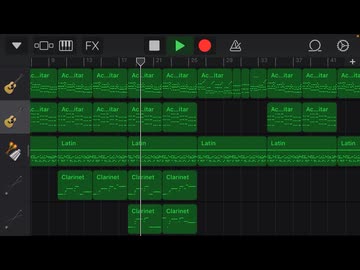 FX
9 13 17 21 25 29 33 37 41
Ac...itar Ac...itar Ac...itar Ac...itar Ac...itar Ac...itar Ac...itar Ac...itar
Ac...itar Ac...itar Ac...itar Ac...itar Ac...itar Ac...itar Ac...itar
Latin Latin Latin Latin Latin
Clarinet Clarinet Clarinet Clarinet
Clarinet Clarinet